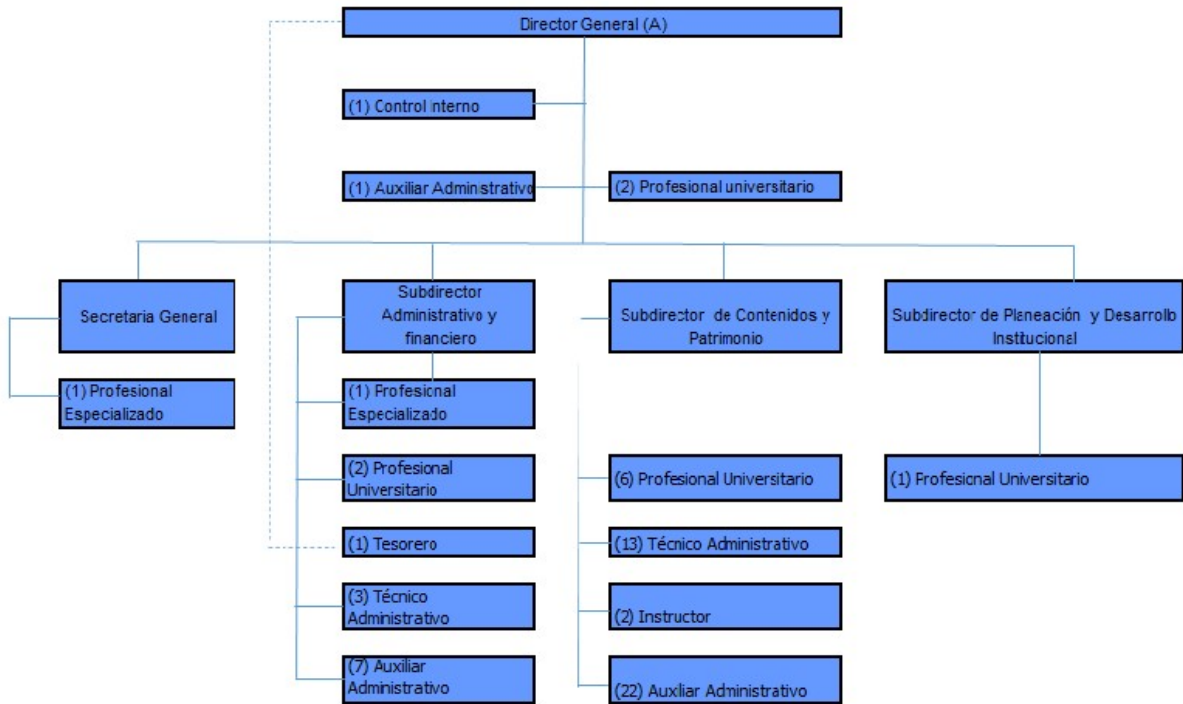 Director General (A)
(1) Control Interno
(1) Auxiliar Administrativo
(2) Profesional universitario
Secretaria General
Subdirector
Administrativo y
financiero
Subdirector de Contenidos y
Patrimonio
Subdirector de Planeación y Desarrollo
Institucional
(1) Profesional
Especializado
(1) Profesional
Especializado
(2) Profesional
Universitario
(6) Profesional Universitario
(1) Profesional Universitario
(1) Tesorero
(13) Técnico Administrativo
(3) Técnico
Administrativo
(2) Instructor
(7) Auxiliar
Administrativo
(22) Auxliar Administrativo